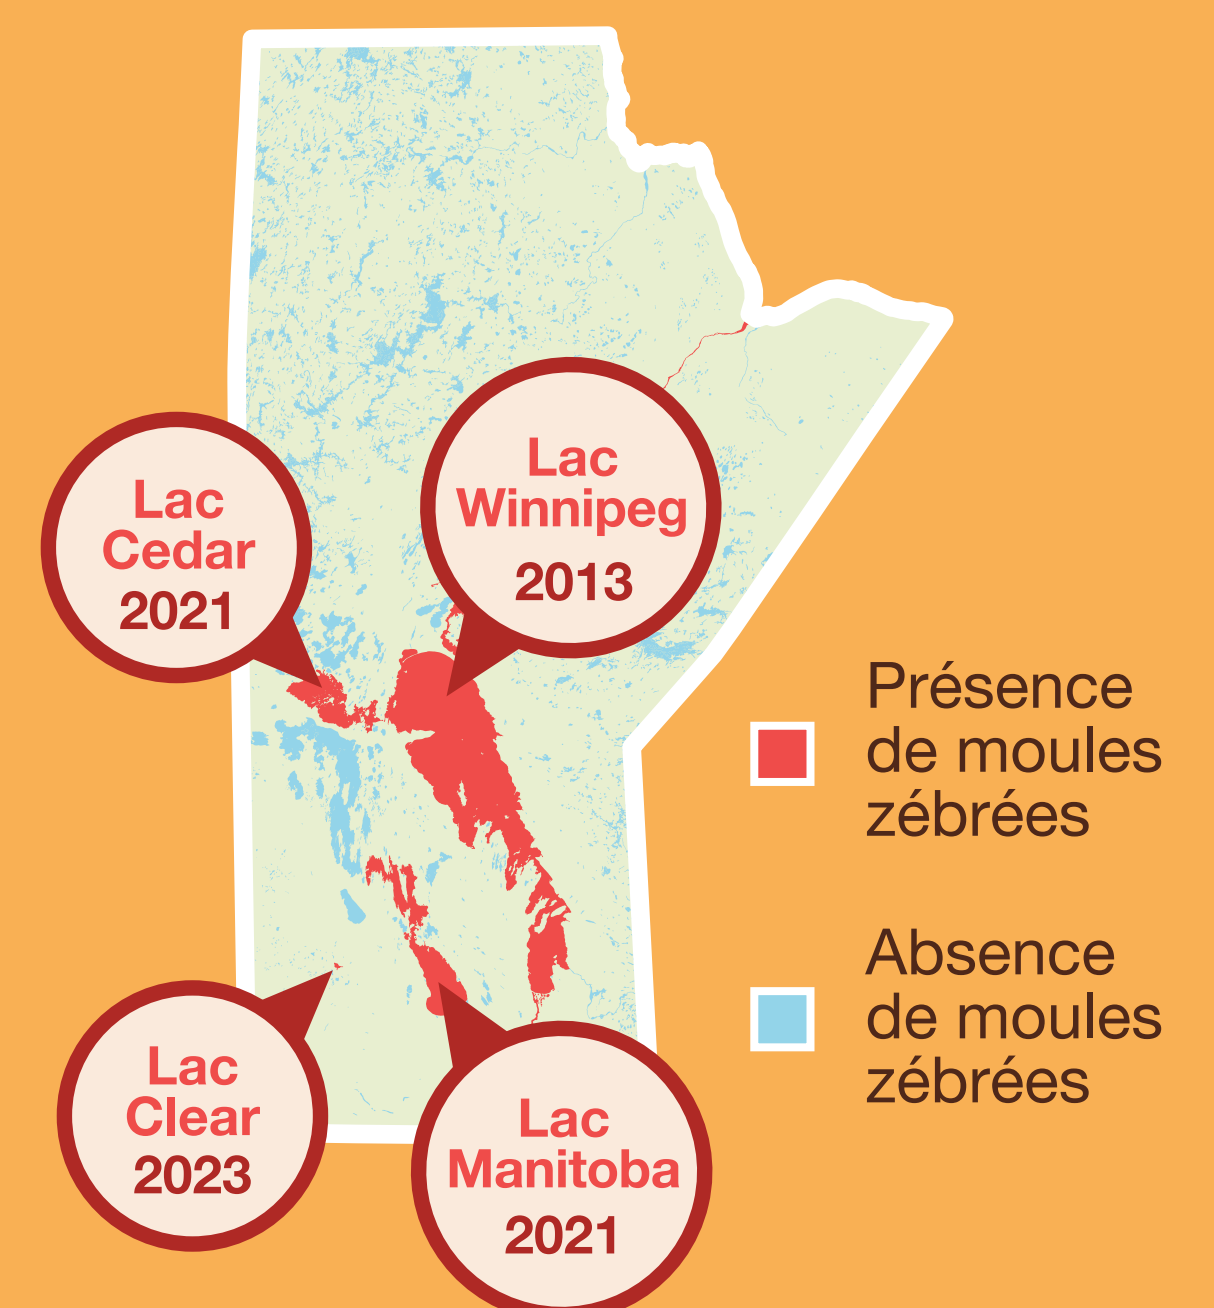 Lac
Winnipeg
2013
Lac
Cedar
2021
Présence
de moules
zébrées
Absence
de moules
zébrées
Lac
Clear
2023
Lac
Manitoba
2021